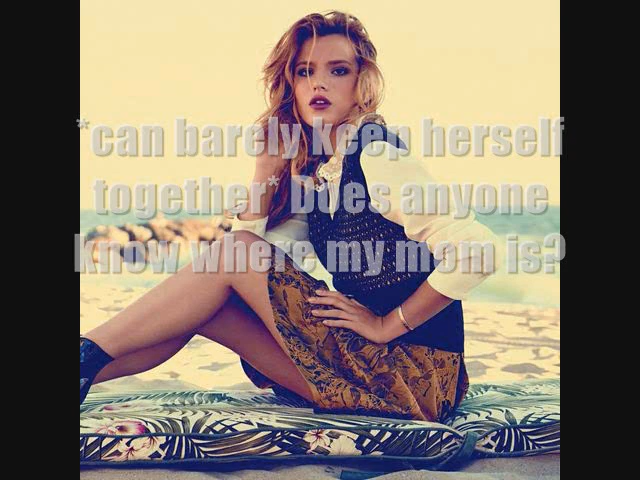 *can barely keep herself
together* Does anyone
know where my mom is?